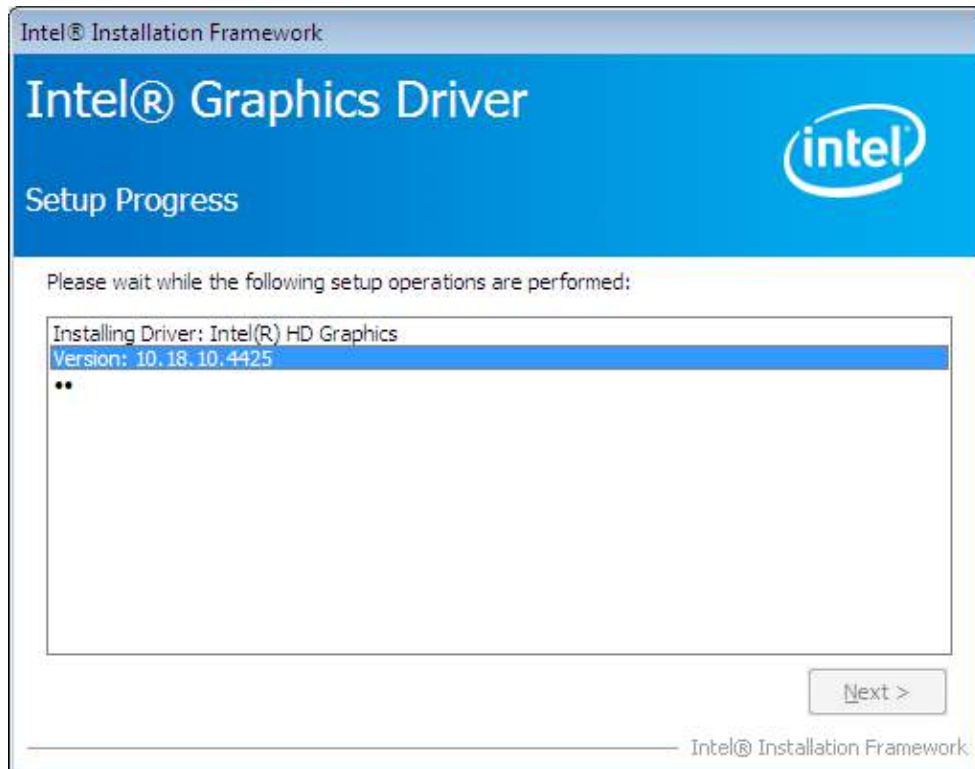 Intel® Installation Framework
Intel® Graphics Driver
intel
Setup Progress
Please wait while the following setup operations are performed:
Installing Driver: Intel(R) HD Graphics
Version: 10.18.10.4425
••
Next >
Intel® Installation Framework